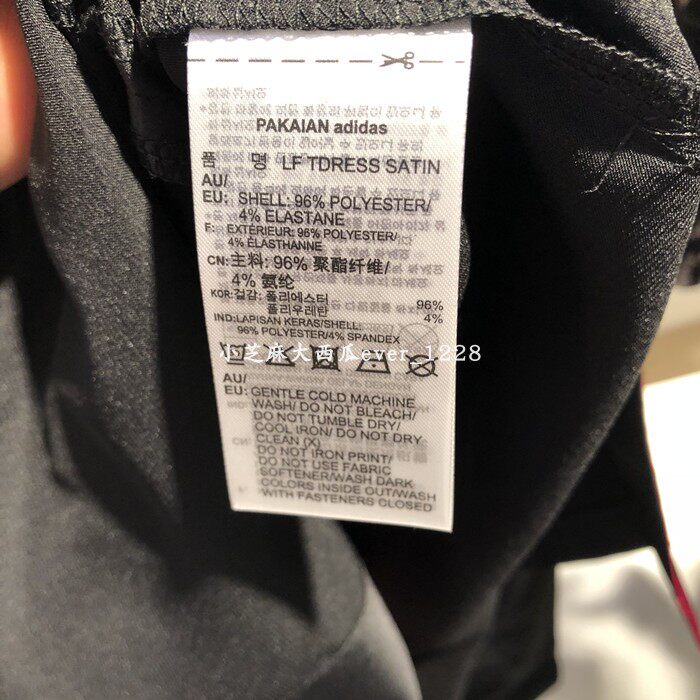 PAKAIAN adidas
品 名 LF TDRESS SATIN
AU/
EU: SHELL: 96% POLYESTER/
4% ELASTANE
F: EXTÉRIEUR: 96% POLYESTER/
4% ÉLASTHANNE
CN: 主料: 96% 聚酯纤维/
4% 氨纶
KOR: 겉감: 폴리에스터 96%
폴리우레탄 4%
IND: LAPISAN KERAS/SHELL:
96% POLYESTER/4% SPANDEX
小芝麻大西瓜ever_1228
AU/
EU: GENTLE COLD MACHINE
WASH/ DO NOT BLEACH/
DO NOT TUMBLE DRY/
COOL IRON/ DO NOT DRY
CLEAN (X)
DO NOT IRON PRINT/
DO NOT USE FABRIC
SOFTENER/WASH DARK
COLORS INSIDE OUT/WASH
WITH FASTENERS CLOSED